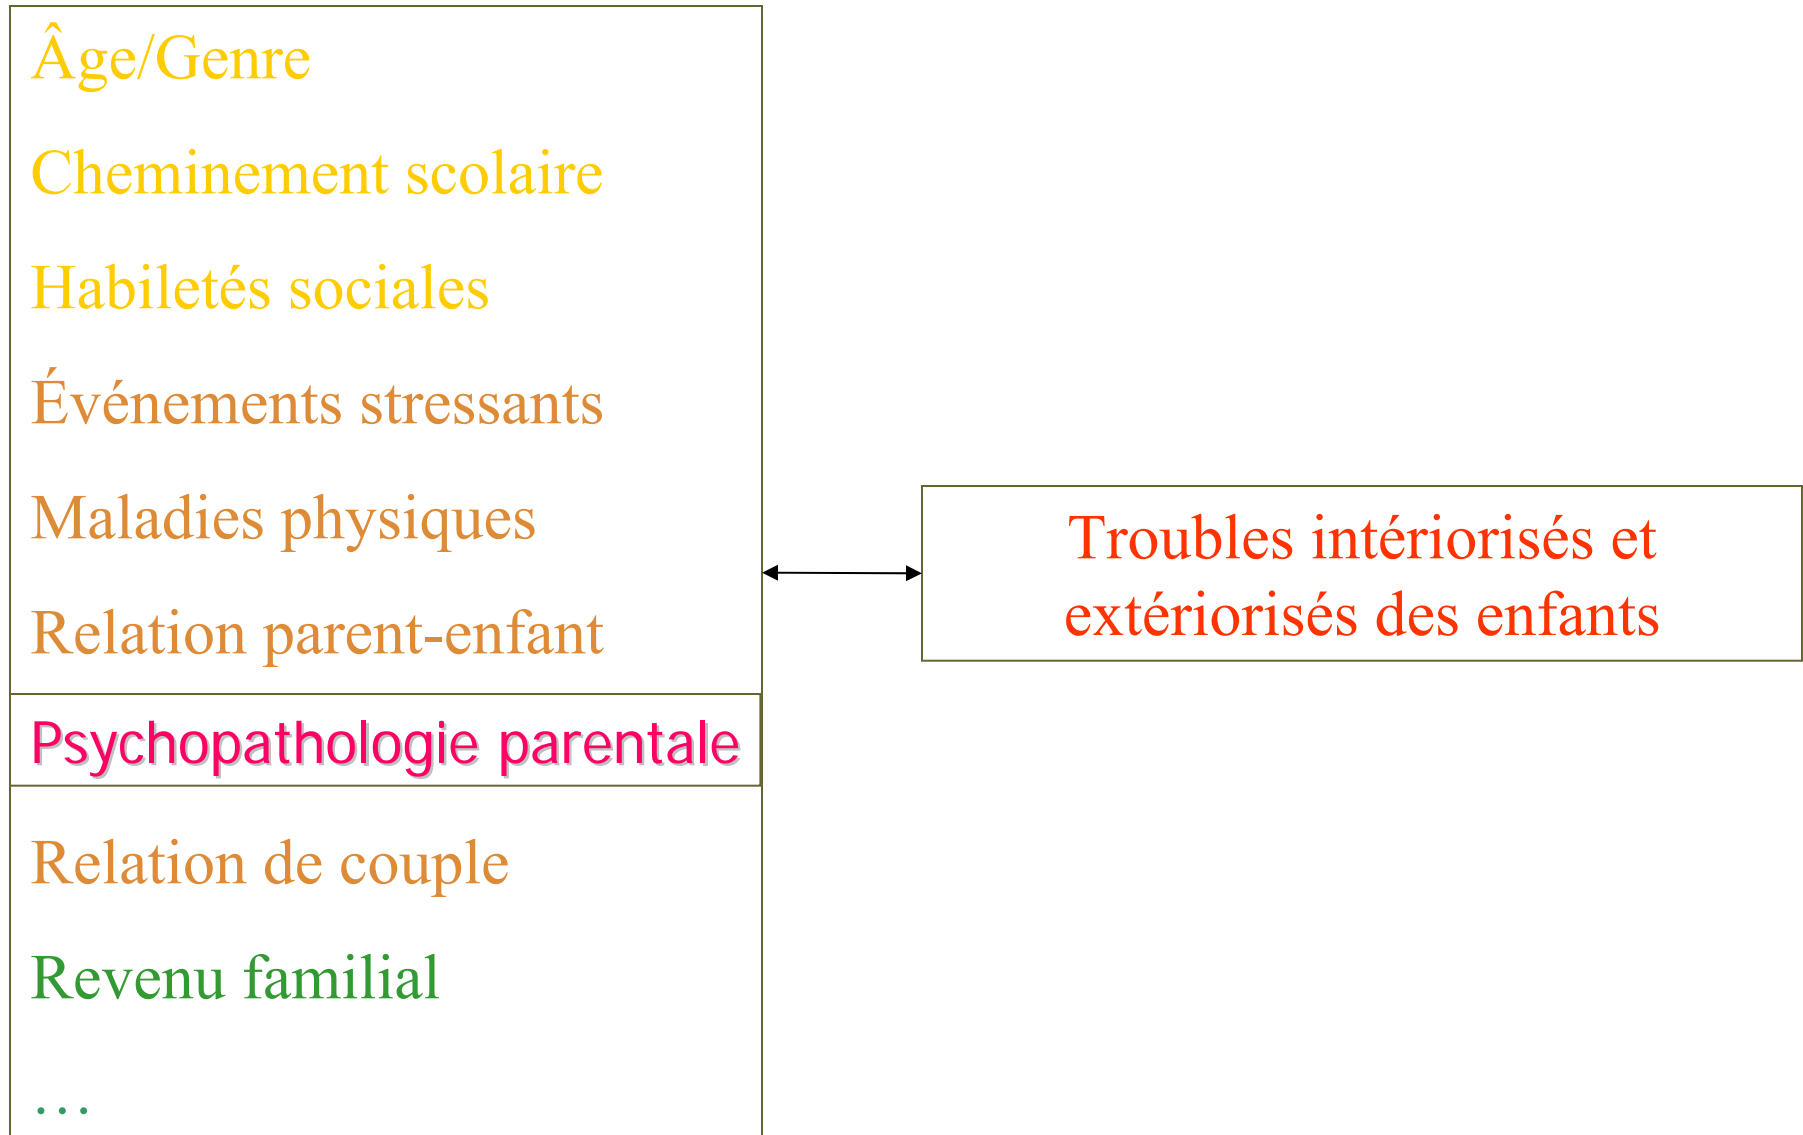 Âge/Genre
Cheminement scolaire
Habiletés sociales
Événements stressants
Maladies physiques
Relation parent-enfant
Psychopathologie parentale
Relation de couple
Revenu familial
…
Troubles intériorisés et
extériorisés des enfants